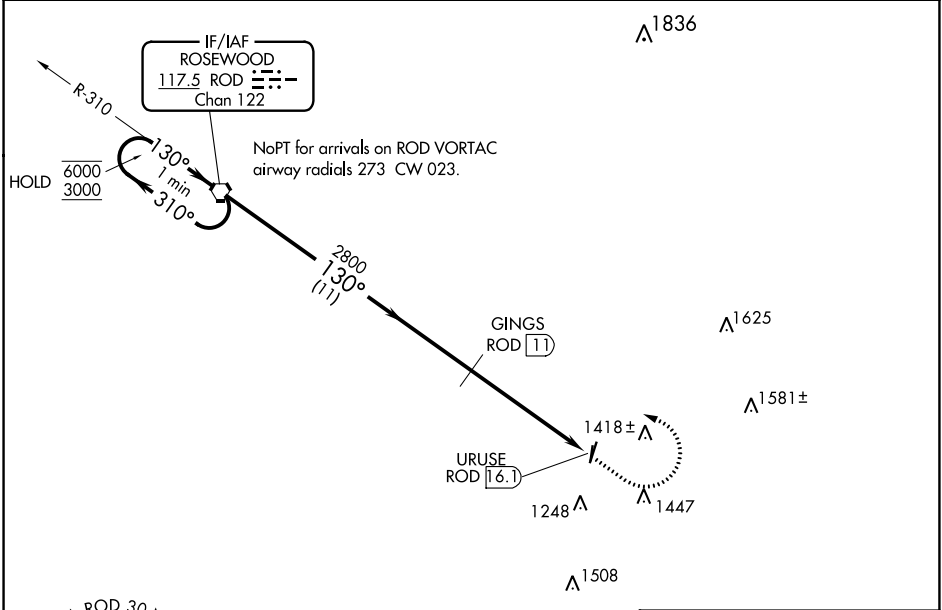 1836
IF/IAF
ROSEWOOD
117.5 ROD
Chan 122
R-310
NoPT for arrivals on ROD VORTAC
airway radials 273 CW 023.
HOLD 6000
3000
130°
1 min
310°
2800
130°
(11)
GINGS
ROD 11
1625
1581±
1418±
URUSE
ROD 16.1
1248
1447
1508
ROD 30